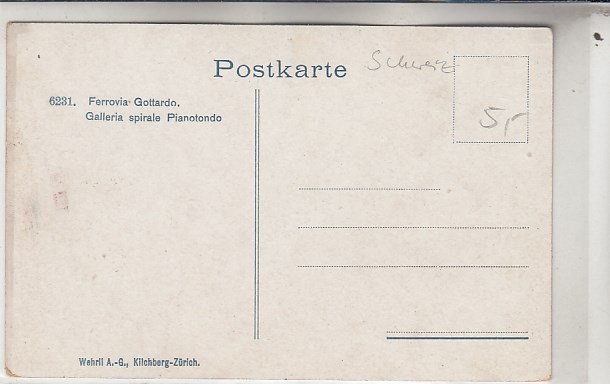 Postkarte
Schweiz
5,-
6231. Ferrovia Gottardo.
Galleria spirale Pianotondo
Wehrli A.-G., Kilchberg-Zürich.